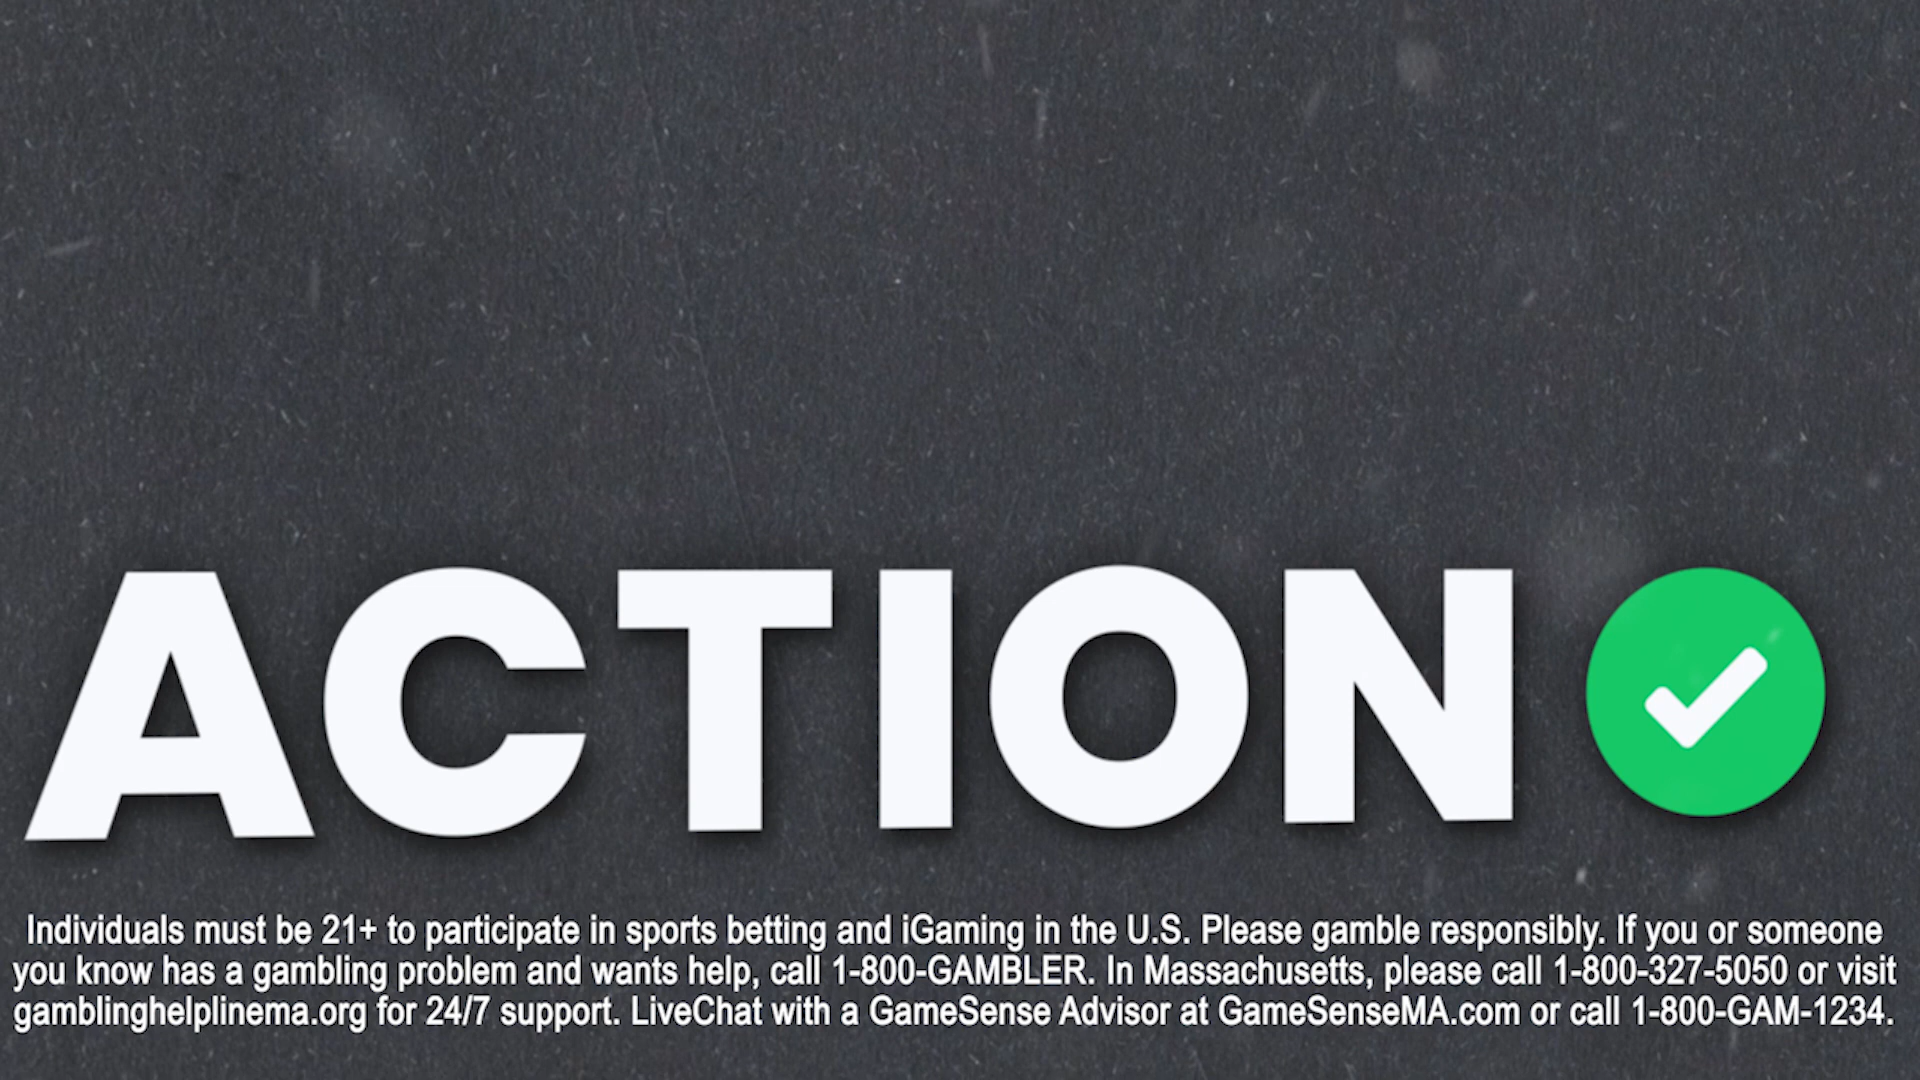 ACTION
Individuals must be 21+ to participate in sports betting and iGaming in the U.S. Please gamble responsibly. If you or someone
you know has a gambling problem and wants help, call 1-800-GAMBLER. In Massachusetts, please call 1-800-327-5050 or visit
gamblinghelplinema.org for 24/7 support. LiveChat with a GameSense Advisor at GameSenseMA.com or call 1-800-GAM-1234.